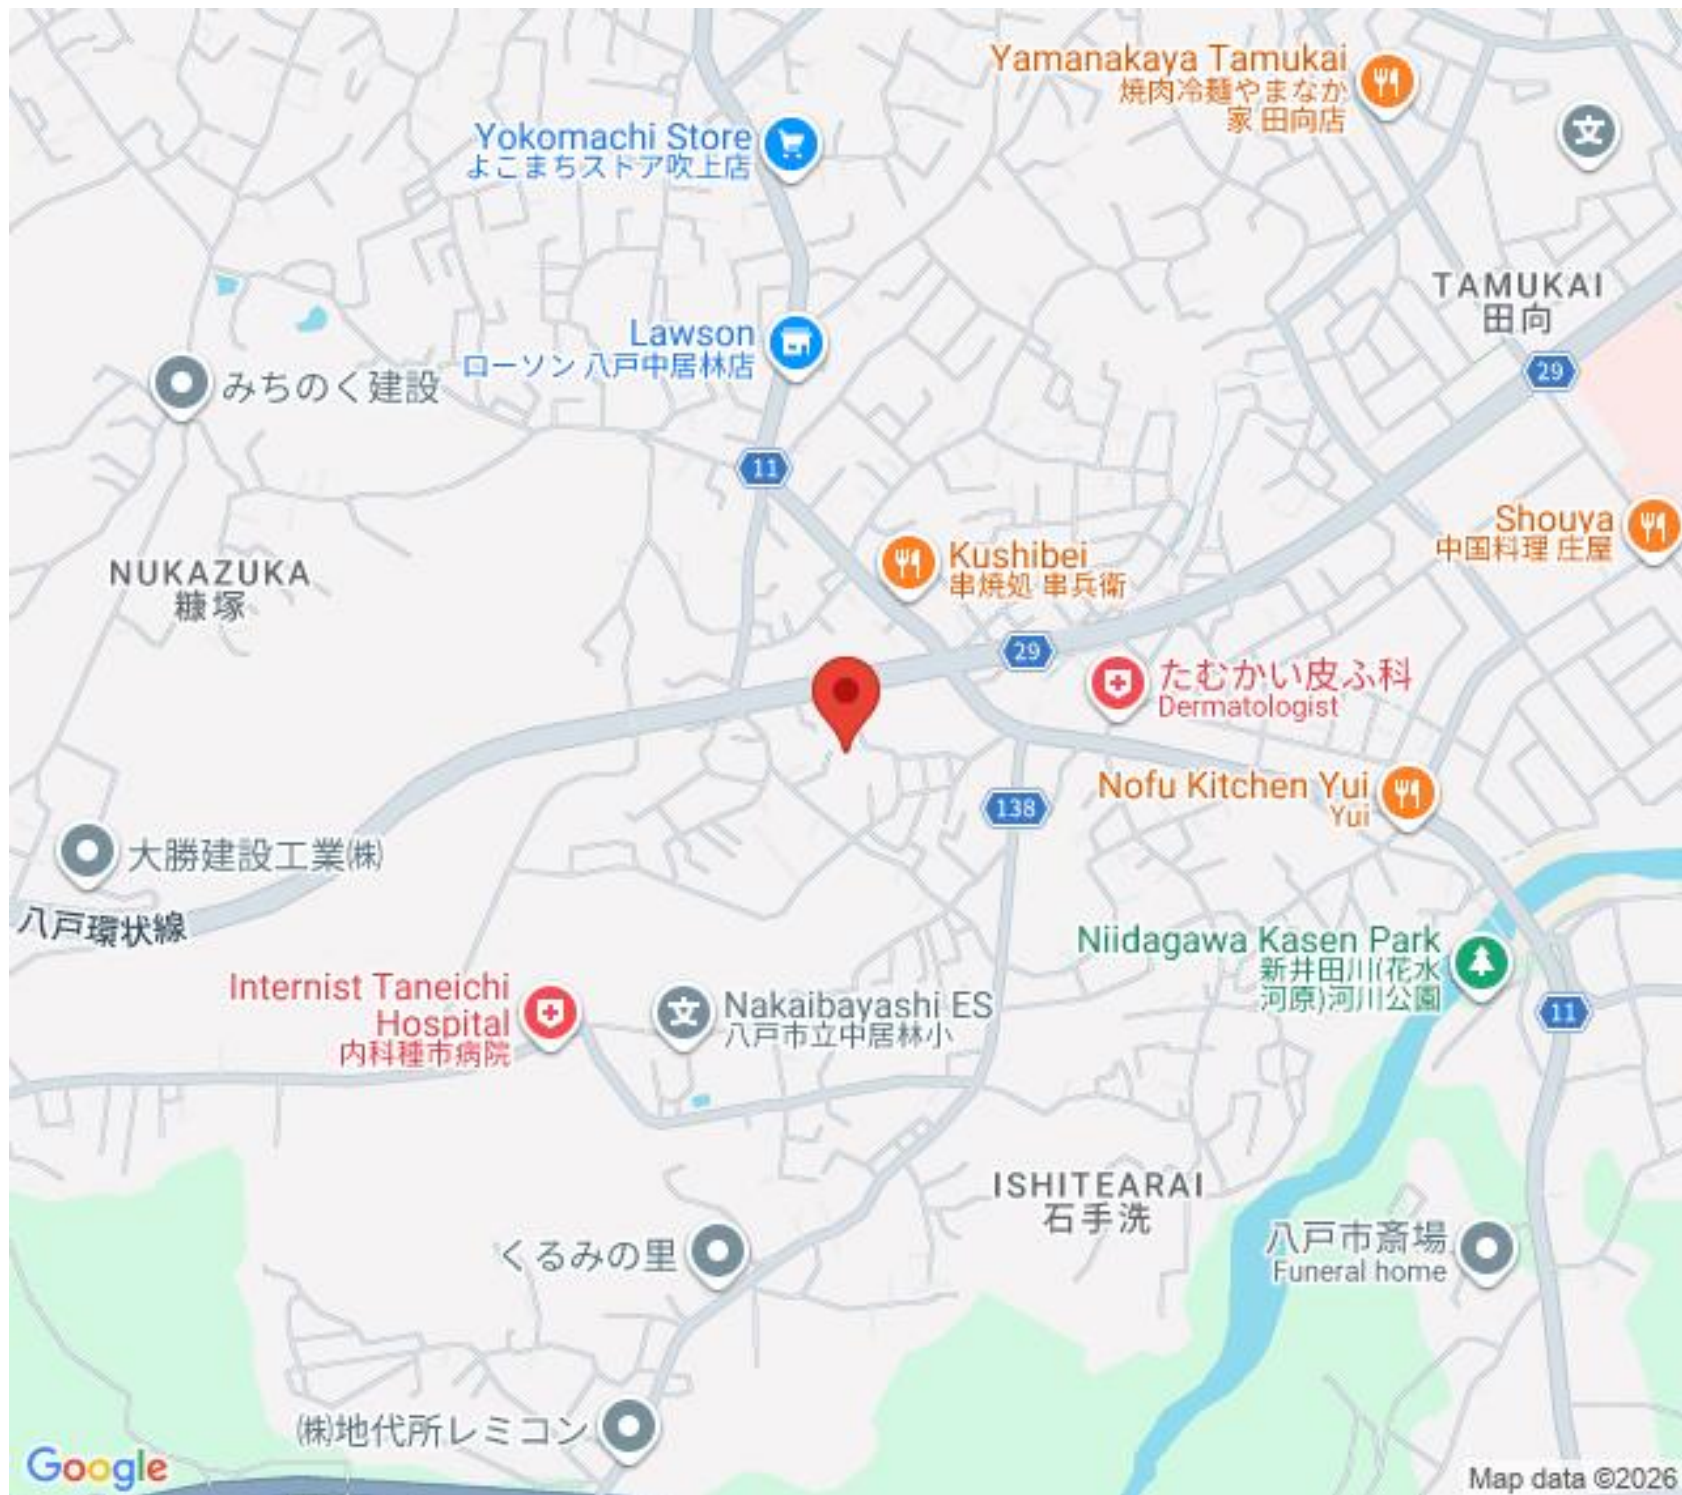 Yamanakaya Tamukai
焼肉冷麺やまなか
家 田向店
Yokomachi Store
よこまちストア吹上店
文
TAMUKAI
田向
Lawson
ローソン 八戸中居林店
29
みちのく建設
11
Shouya
中国料理 庄屋
Kushibei
串焼処 串兵衛
NUKAZUKA
糠塚
29
たむかい皮ふ科
Dermatologist
Nofu Kitchen Yui
Yui
138
大勝建設工業㈱
八戸環状線
Niidagawa Kasen Park
新井田川(花水
河原)河川公園
Internist Taneichi
Hospital
内科種市病院
文
Nakaibayashi ES
八戸市立中居林小
11
ISHITEARAI
石手洗
くるみの里
八戸市斎場
Funeral home
㈱地代所レミコン
Google
Map data ©2026